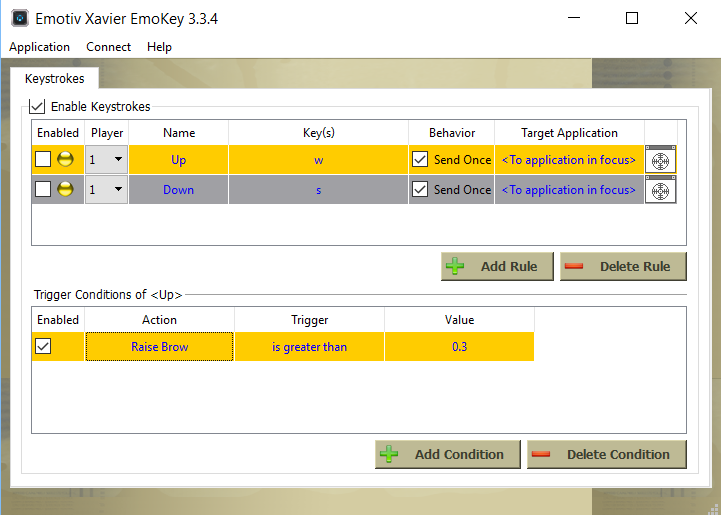 Emotiv Xavier EmoKey 3.3.4
Application Connect Help
Keystrokes
Enable Keystrokes
Enabled Player Name Key(s) Behavior Target Application
1 Up w Send Once <To application in focus>
1 Down s Send Once <To application in focus>
Add Rule Delete Rule
Trigger Conditions of <Up>
Enabled Action Trigger Value
Raise Brow is greater than 0.3
Add Condition Delete Condition